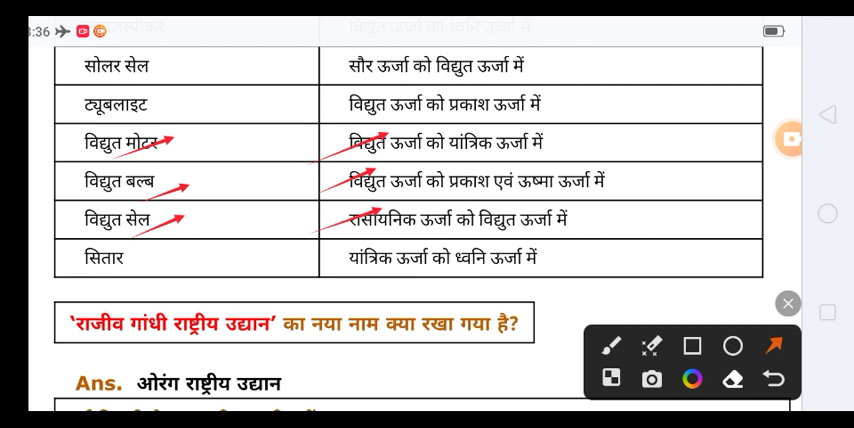 :36
सोलर सेल सौर ऊर्जा को विद्युत ऊर्जा में
ट्यूबलाइट विद्युत ऊर्जा को प्रकाश ऊर्जा में
विद्युत मोटर विद्युत ऊर्जा को यांत्रिक ऊर्जा में
विद्युत बल्ब विद्युत ऊर्जा को प्रकाश एवं ऊष्मा ऊर्जा में
विद्युत सेल रासायनिक ऊर्जा को विद्युत ऊर्जा में
सितार यांत्रिक ऊर्जा को ध्वनि ऊर्जा में
'राजीव गांधी राष्ट्रीय उद्यान' का नया नाम क्या रखा गया है?
Ans. ओरंग राष्ट्रीय उद्यान